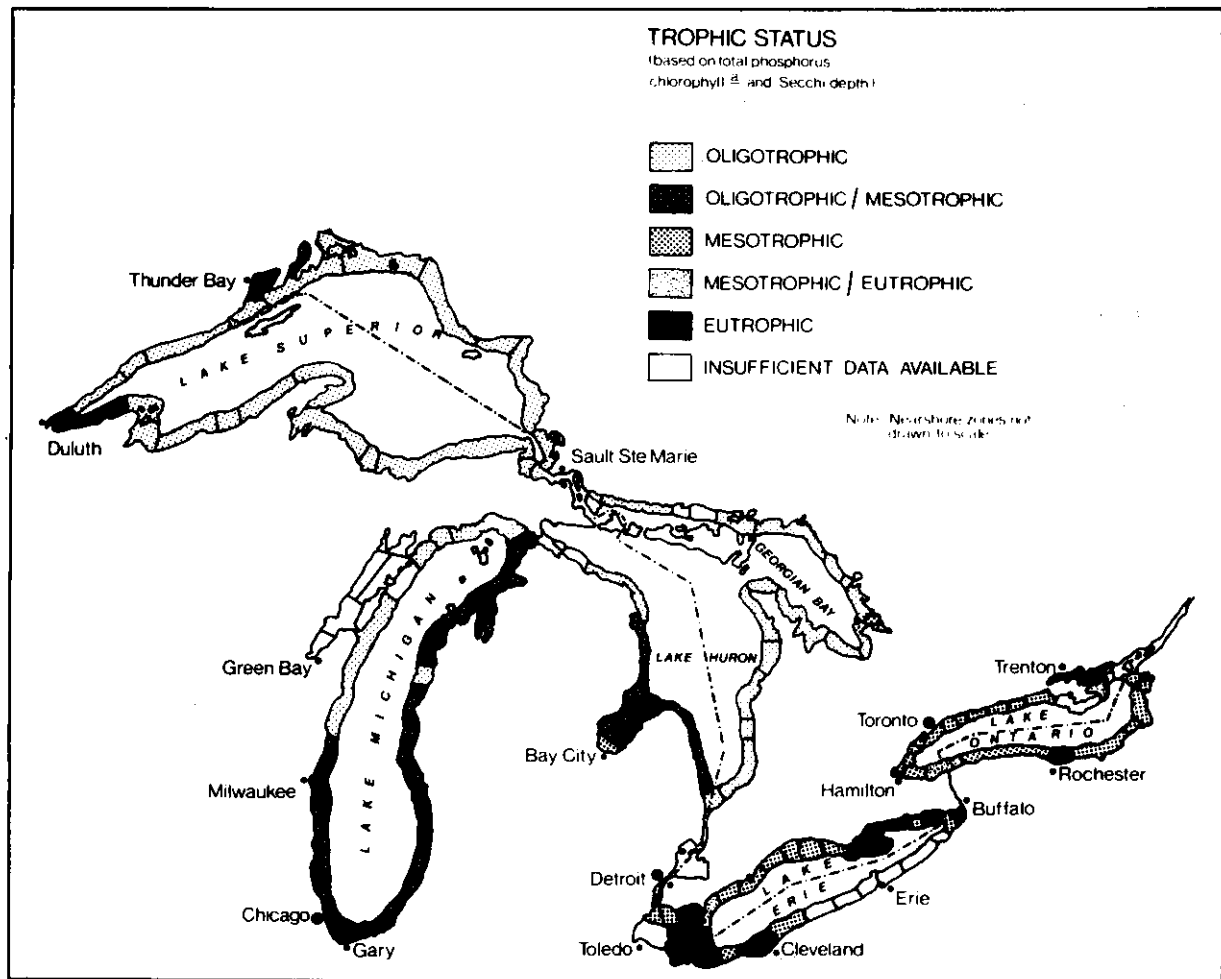 TROPHIC STATUS
(based on total phosphorus
chlorophyll a and Secchi depth)
OLIGOTROPHIC
OLIGOTROPHIC / MESOTROPHIC
MESOTROPHIC
MESOTROPHIC / EUTROPHIC
EUTROPHIC
INSUFFICIENT DATA AVAILABLE
Note: Nearshore zones not
drawn to scale
Thunder Bay
LAKE SUPERIOR
Duluth
Sault Ste Marie
GEORGIAN BAY
Green Bay
LAKE MICHIGAN
LAKE HURON
Trenton
Toronto
LAKE
ONTARIO
Bay City
Milwaukee
Hamilton
Rochester
Buffalo
Detroit
LAKE
ERIE
Erie
Chicago
Gary
Toledo
Cleveland